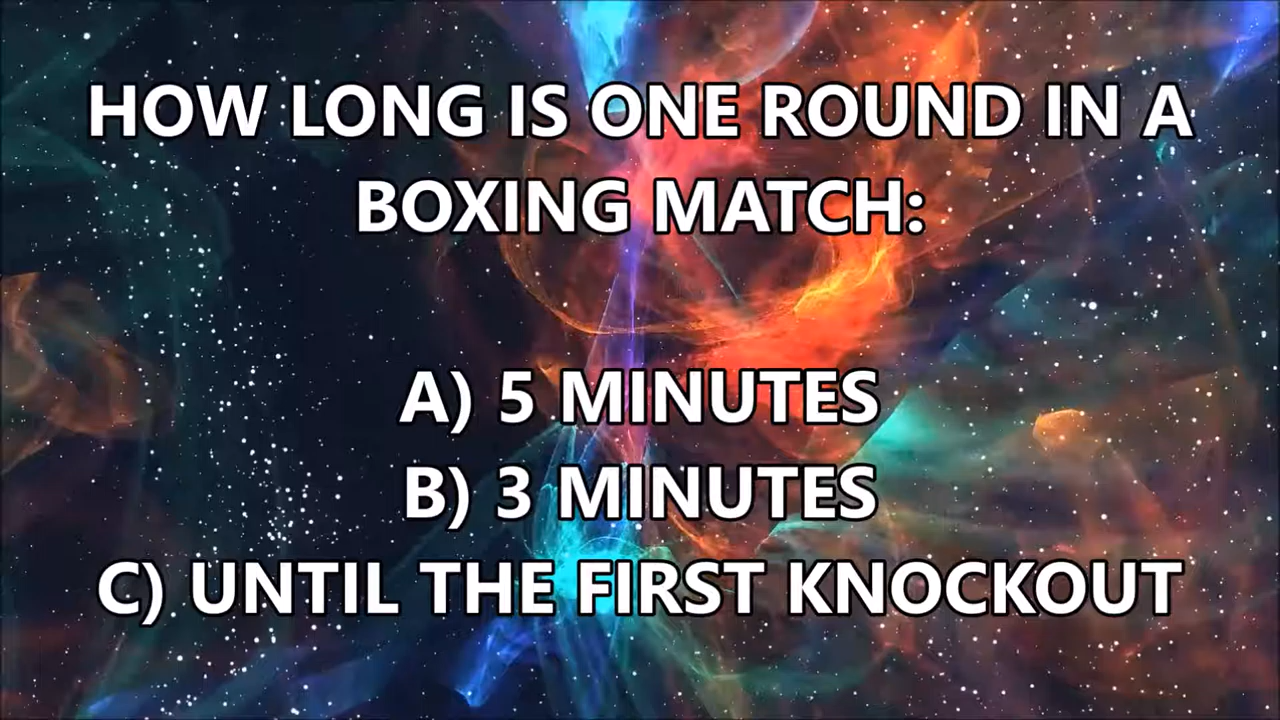 HOW LONG IS ONE ROUND IN A
BOXING MATCH:
A) 5 MINUTES
B) 3 MINUTES
C) UNTIL THE FIRST KNOCKOUT